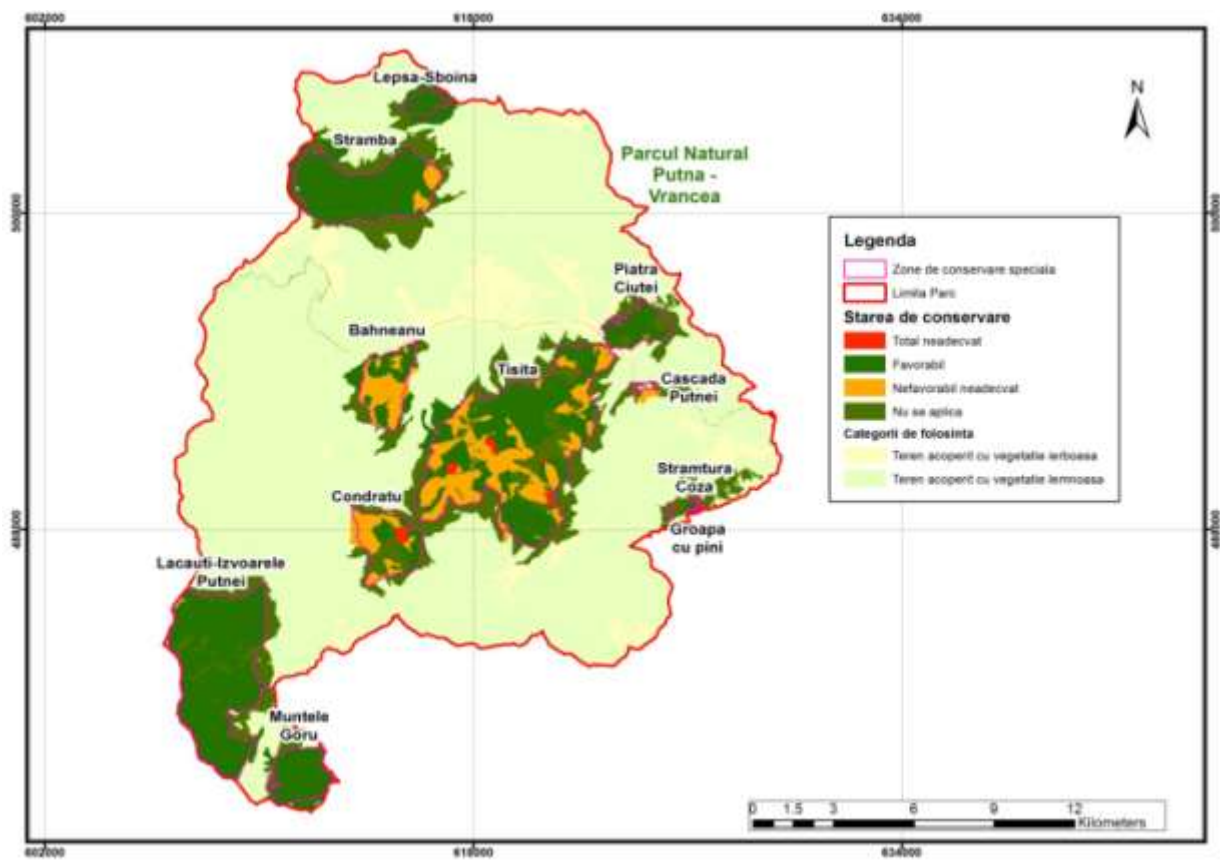 602000
618000
634000
N
Lepsa-Sboina
Stramba
Parcul Natural
Putna -
Vrancea
500000
500000
Legenda
Zone de conservare speciala
Limita Parc
Starea de conservare
Total neadecvat
Favorabil
Nefavorabil neadecvat
Nu se aplica
Categorii de folosinta
Teren acoperit cu vegetatie ierboasa
Teren acoperit cu vegetatie lemnoasa
Piatra
Ciutei
Bahneanu
Tisita
Cascada
Putnei
Stramtura
Coza
Condratu
Groapa
cu pini
Lacauti-Izvoarele
Putnei
Muntele
Goru
0 1.5 3 6 9 12
Kilometers
602000
618000
634000